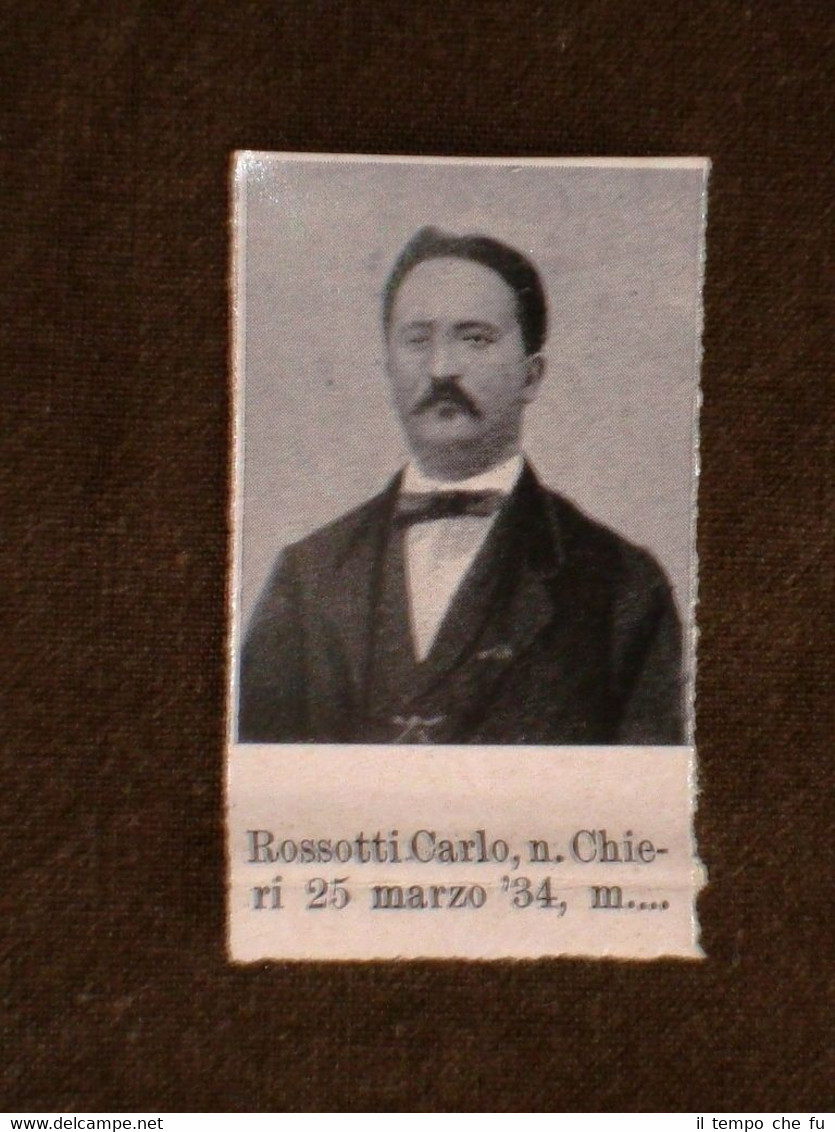 Rossotti Carlo, n. Chie-
ri 25 marzo '34, m....
www.delcampe.net
il tempo che fu